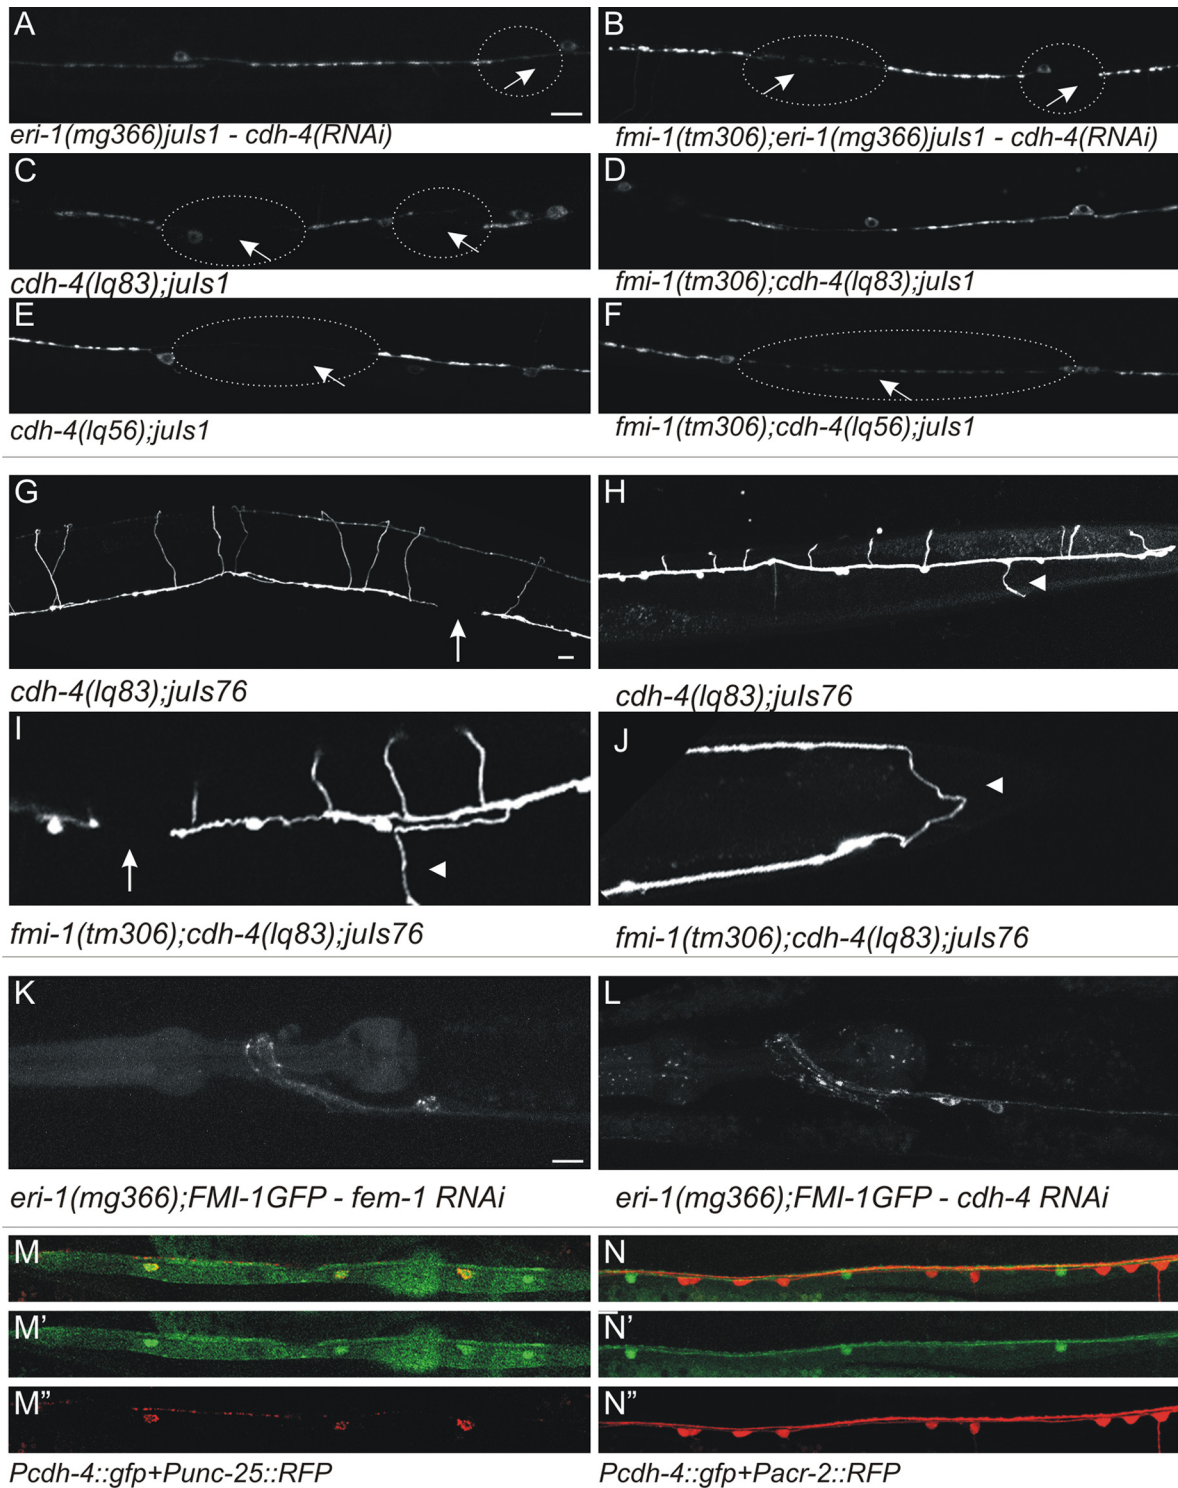 A
B
eri-1(mg366)juIs1 - cdh-4(RNAi)
fmi-1(tm306);eri-1(mg366)juIs1 - cdh-4(RNAi)
C
D
cdh-4(lq83);juIs1
fmi-1(tm306);cdh-4(lq83);juIs1
E
F
cdh-4(lq56);juIs1
fmi-1(tm306);cdh-4(lq56);juIs1
G
H
cdh-4(lq83);juIs76
cdh-4(lq83);juIs76
I
J
fmi-1(tm306);cdh-4(lq83);juIs76
fmi-1(tm306);cdh-4(lq83);juIs76
K
L
eri-1(mg366);FMI-1GFP - fem-1 RNAi
eri-1(mg366);FMI-1GFP - cdh-4 RNAi
M
N
M’
N’
M”
N”
Pcdh-4::gfp+Punc-25::RFP
Pcdh-4::gfp+Pacr-2::RFP